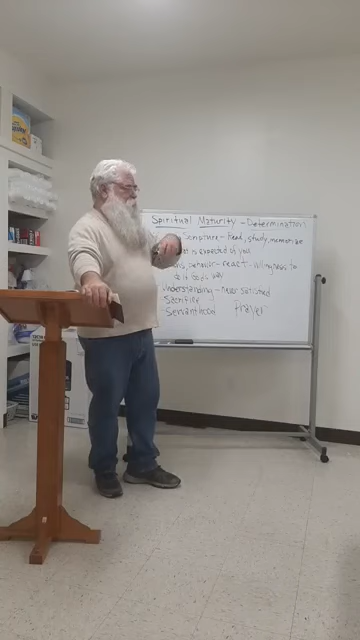 Spiritual Maturity - Determination
Scripture - Read, study, memorize
is expected of you
behavior - react - willingness to
do it God's way
understanding - never satisfied
Sacrifice
Servanthood Prayer